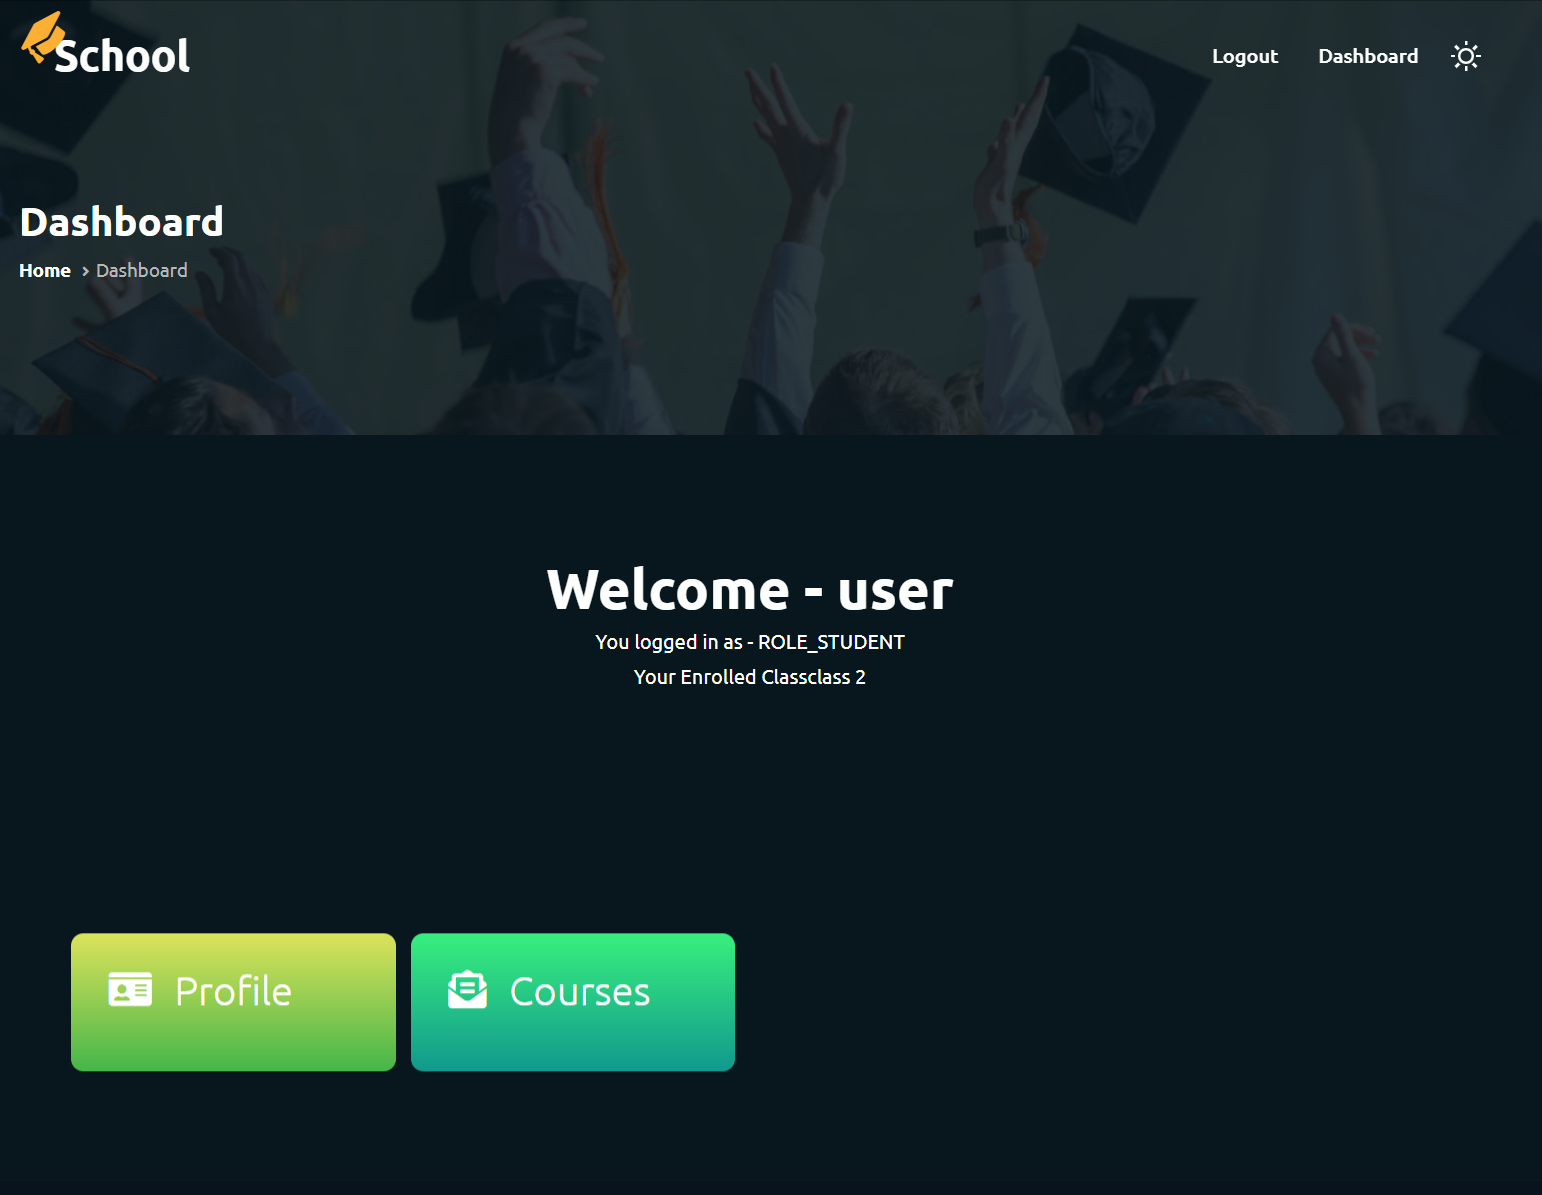 School
Logout
Dashboard
Dashboard
Home
Dashboard
Welcome - user
You logged in as - ROLE_STUDENT
Your Enrolled Classclass 2
Profile
Courses